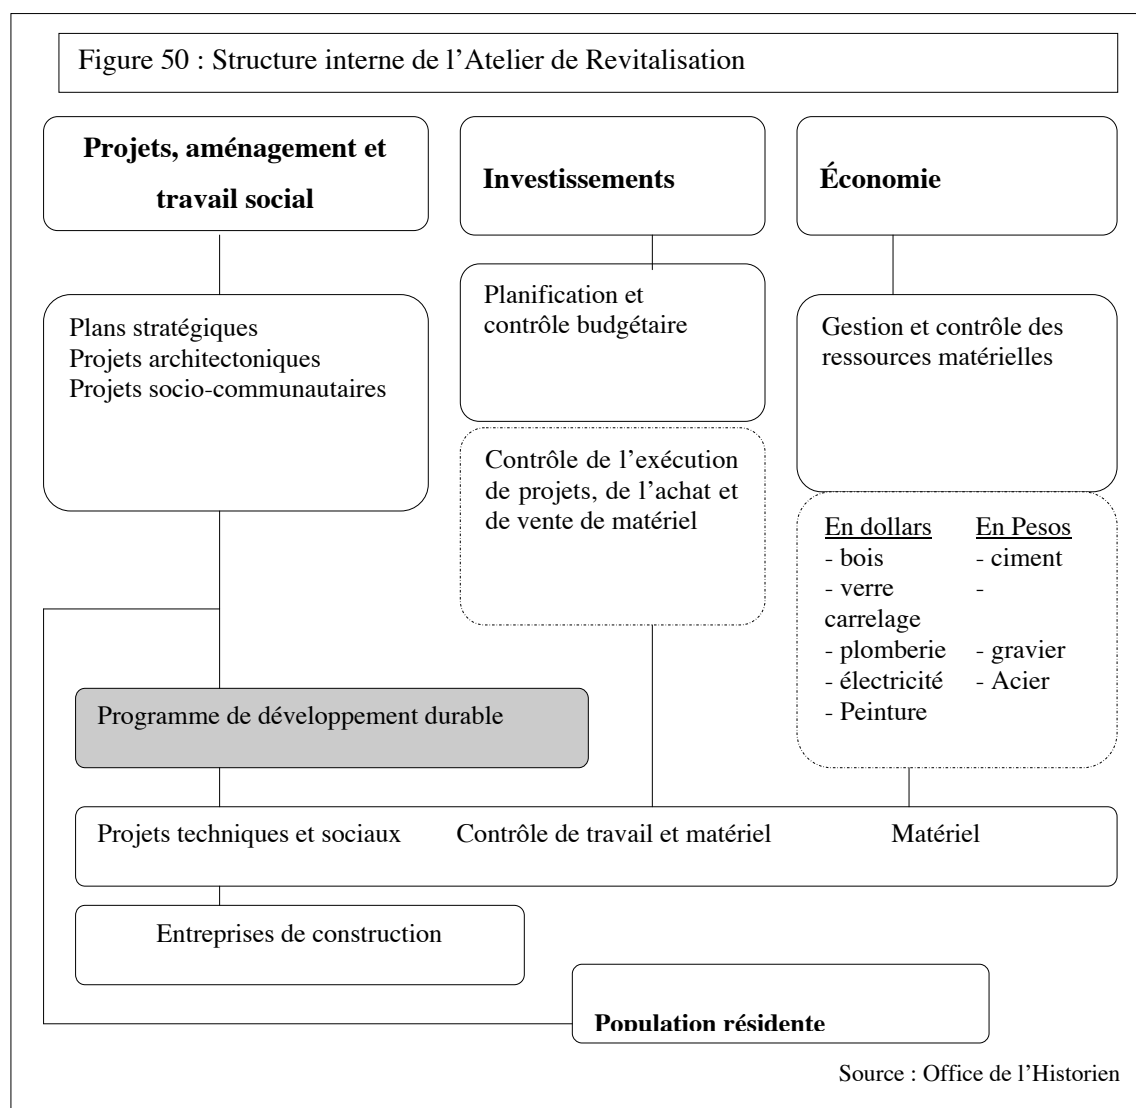 Figure 50 : Structure interne de l’Atelier de Revitalisation
Projets, aménagement et
travail social
Investissements
Économie
Plans stratégiques
Projets architectoniques
Projets socio-communautaires
Planification et
contrôle budgétaire
Gestion et contrôle des
ressources matérielles
Contrôle de l’exécution
de projets, de l’achat et
de vente de matériel
En dollars En Pesos
- bois - ciment
- verre -
carrelage
- plomberie - gravier
- électricité - Acier
- Peinture
Programme de développement durable
Projets techniques et sociaux Contrôle de travail et matériel Matériel
Entreprises de construction
Population résidente
Source : Office de l’Historien